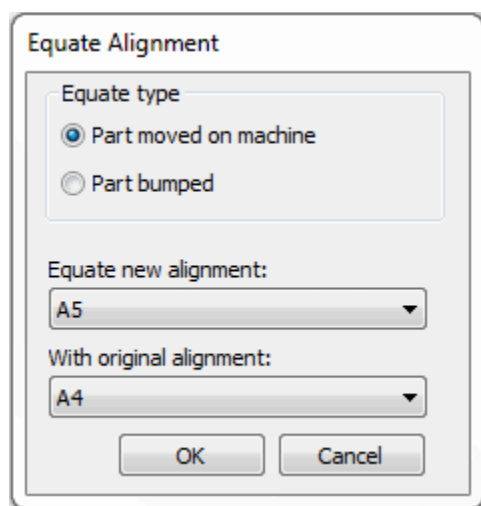 Equate Alignment
Equate type
Part moved on machine
Part bumped
Equate new alignment:
A5
With original alignment:
A4
OK
Cancel